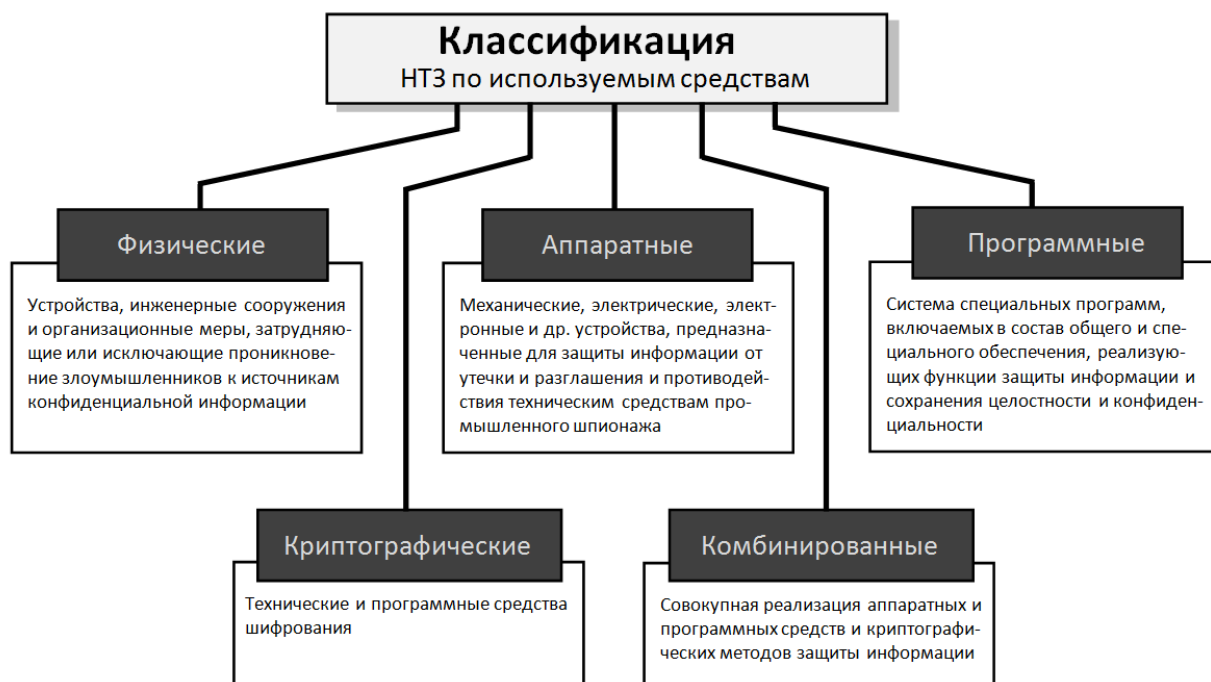 Классификация
НТЗ по используемым средствам
Физические
Устройства, инженерные сооружения
и организационные меры, затрудняю-
щие или исключающие проникнове-
ение злоумышленников к источникам
конфиденциальной информации
Аппаратные
Механические, электрические, элект-
ронные и др. устройства, предназна-
ченные для защиты информации от
утечки и разглашения и противодей-
ствия техническим средствам про-
мышленного шпионажа
Программные
Система специальных программ,
включаемых в состав общего и спе-
циального обеспечения, реализую-
щих функции защиты информации и
сохранения целостности и конфиден-
циальности
Криптографические
Технические и программные средства
шифрования
Комбинированные
Совокупная реализация аппаратных и
программных средств и криптографи-
ческих методов защиты информации